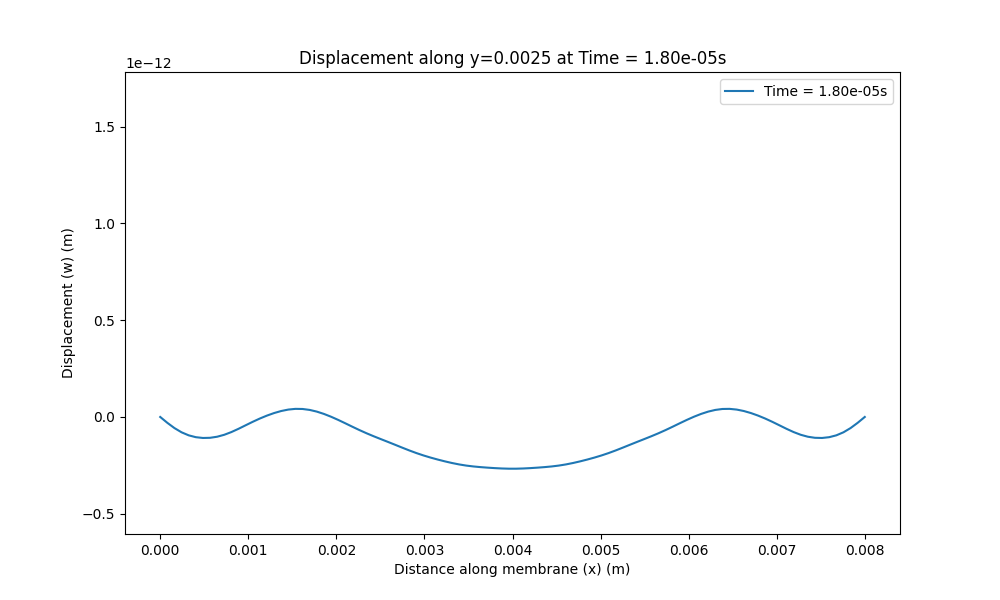 Displacement along y=0.0025 at Time = 1.80e-05s
1e−12
Time = 1.80e-05s
1.5
1.0
0.5
0.0
−0.5
Displacement (w) (m)
0.000 0.001 0.002 0.003 0.004 0.005 0.006 0.007 0.008
Distance along membrane (x) (m)